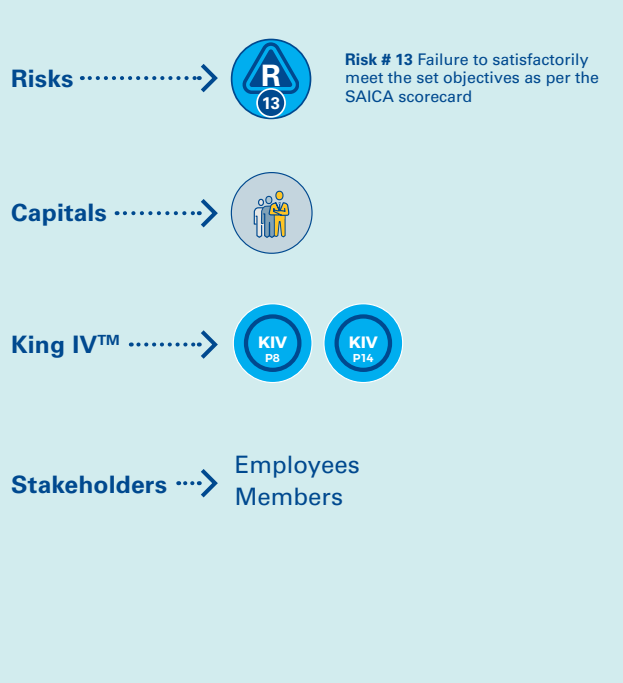 Risks
R
13
Risk # 13 Failure to satisfactorily
meet the set objectives as per the
SAICA scorecard
Capitals
King IV™
KIV
P8
KIV
P14
Stakeholders
Employees
Members